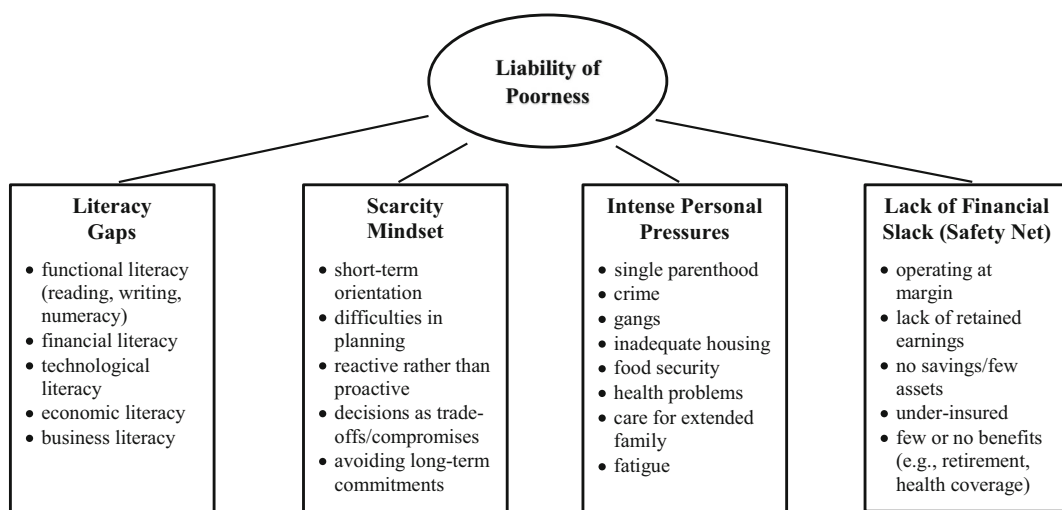 Liability of
Poorness
Literacy
Gaps
• functional literacy
(reading, writing,
numeracy)
• financial literacy
• technological
literacy
• economic literacy
• business literacy
Scarcity
Mindset
• short-term
orientation
• difficulties in
planning
• reactive rather than
proactive
• decisions as trade-
offs/compromises
• avoiding long-term
commitments
Intense Personal
Pressures
• single parenthood
• crime
• gangs
• inadequate housing
• food security
• health problems
• care for extended
family
• fatigue
Lack of Financial
Slack (Safety Net)
• operating at
margin
• lack of retained
earnings
• no savings/few
assets
• under-insured
• few or no benefits
(e.g., retirement,
health coverage)